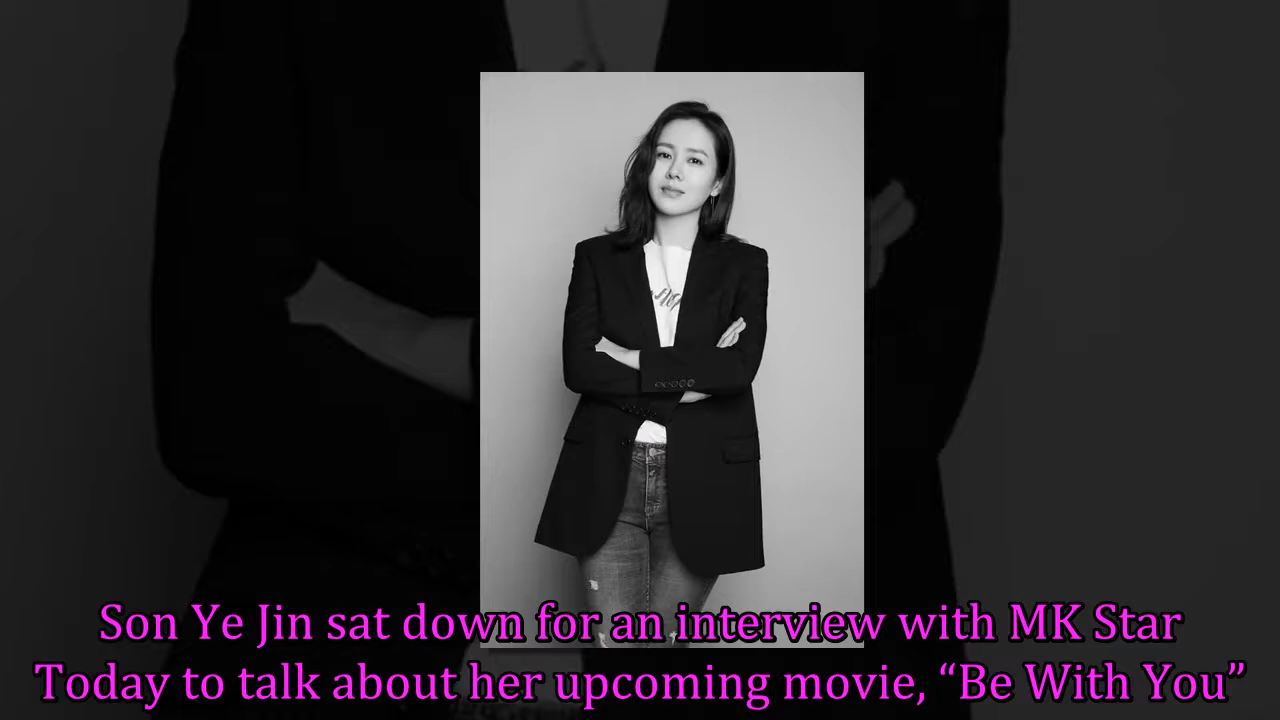 Son Ye Jin sat down for an interview with MK Star
Today to talk about her upcoming movie, “Be With You”